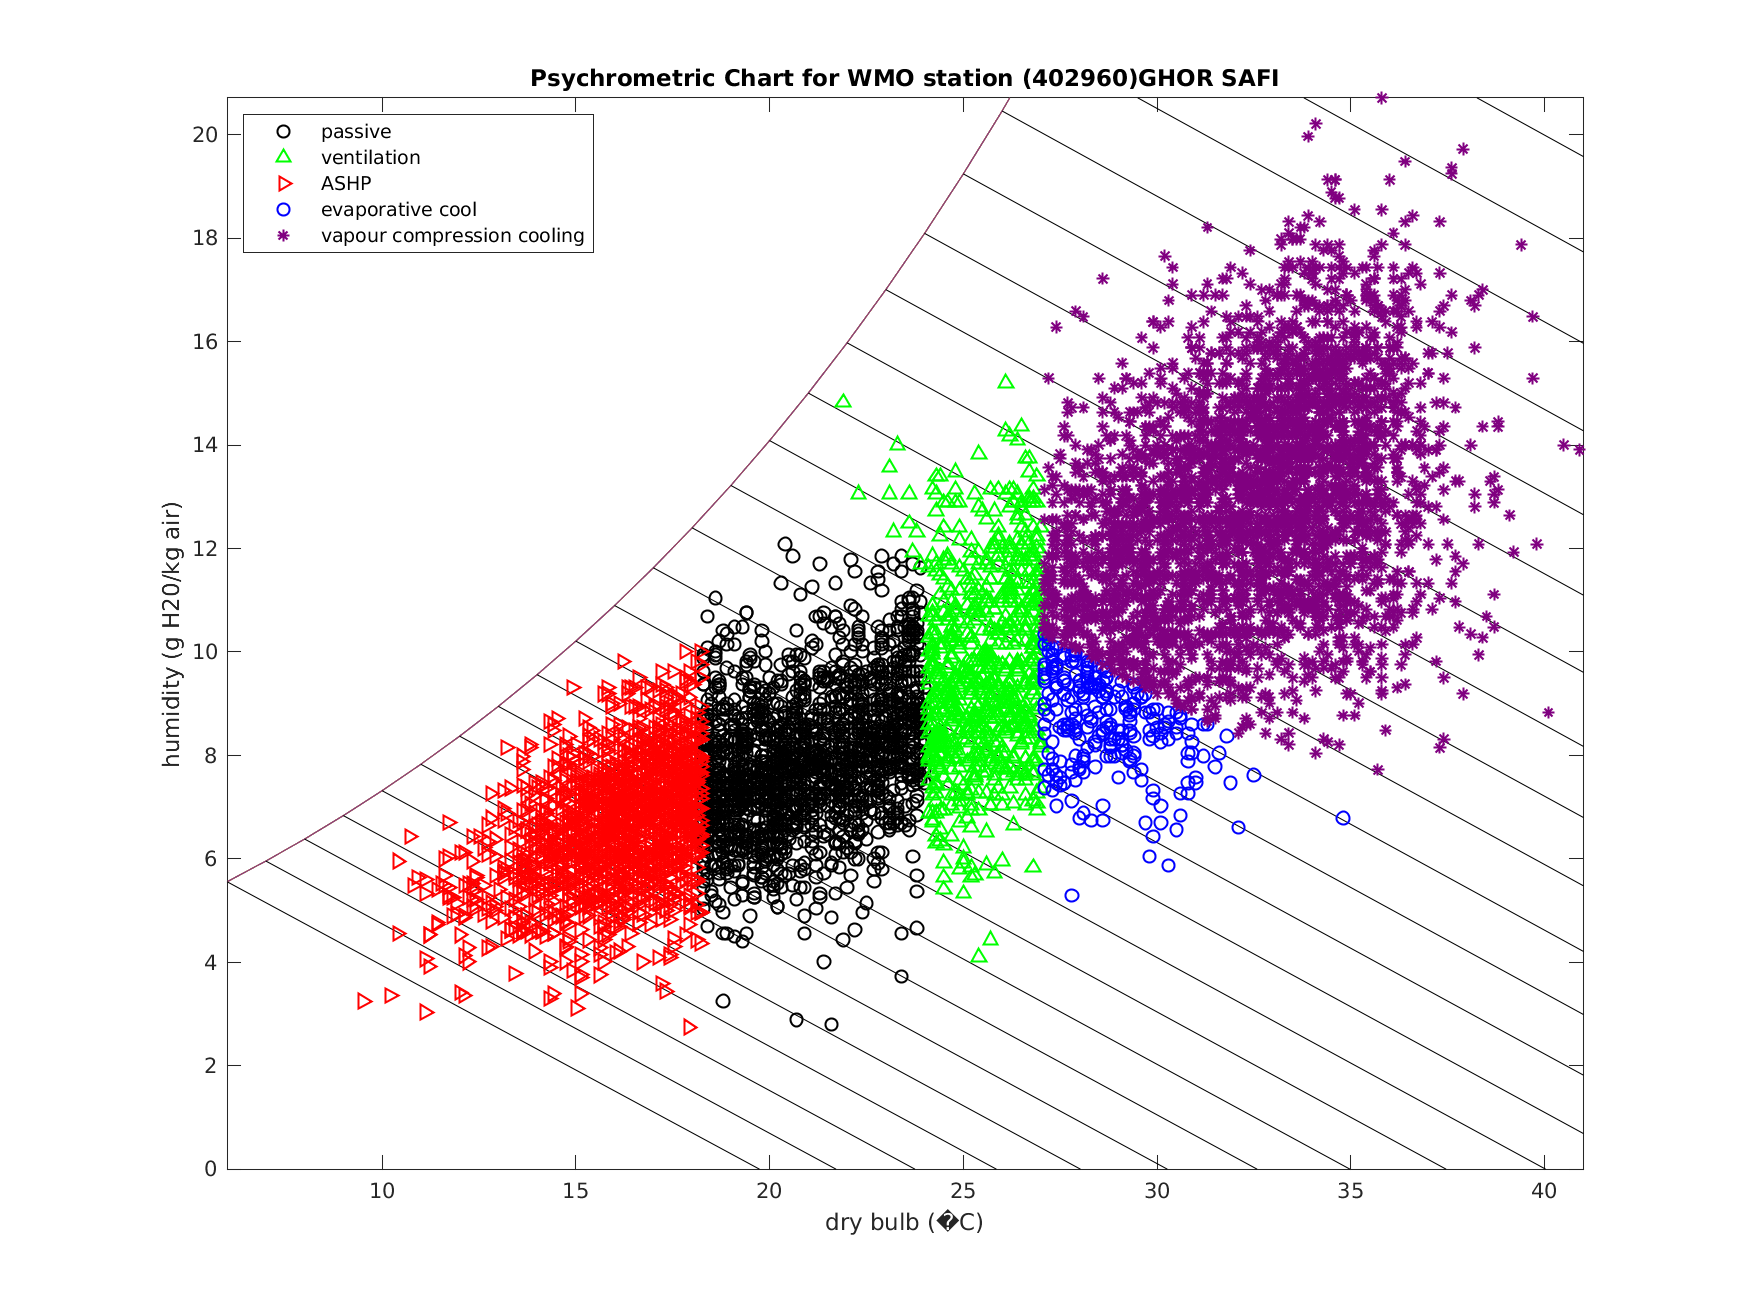 Psychrometric Chart for WMO station (402960)GHOR SAFI
passive
ventilation
ASHP
evaporative cool
vapour compression cooling
humidity (g H20/kg air)
20
18
16
14
12
10
8
6
4
2
0
10 15 20 25 30 35 40
dry bulb (�C)